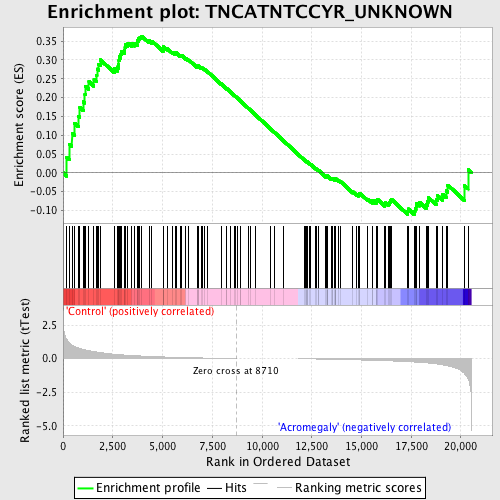 Enrichment plot: TNCATNTCCYR_UNKNOWN
Enrichment score (ES)
0.35
0.30
0.25
0.20
0.15
0.10
0.05
0.00
-0.05
-0.10
'Control' (positively correlated)
Ranked list metric (tTest)
2.5
0.0
-2.5
-5.0
Zero cross at 8710
'Acromegaly' (negatively correlated)
0
2,500
5,000
7,500
10,000
12,500
15,000
17,500
20,000
Rank in Ordered Dataset
Enrichment profile
Hits
Ranking metric scores